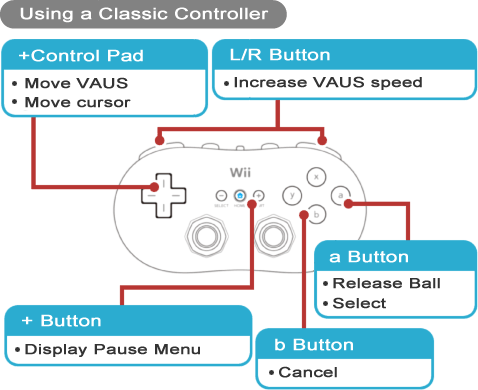 Using a Classic Controller
+Control Pad
• Move VAUS
• Move cursor
L/R Button
• Increase VAUS speed
Wii
SELECT HOME
x
y
a
b
a Button
• Release Ball
• Select
+ Button
• Display Pause Menu
b Button
• Cancel